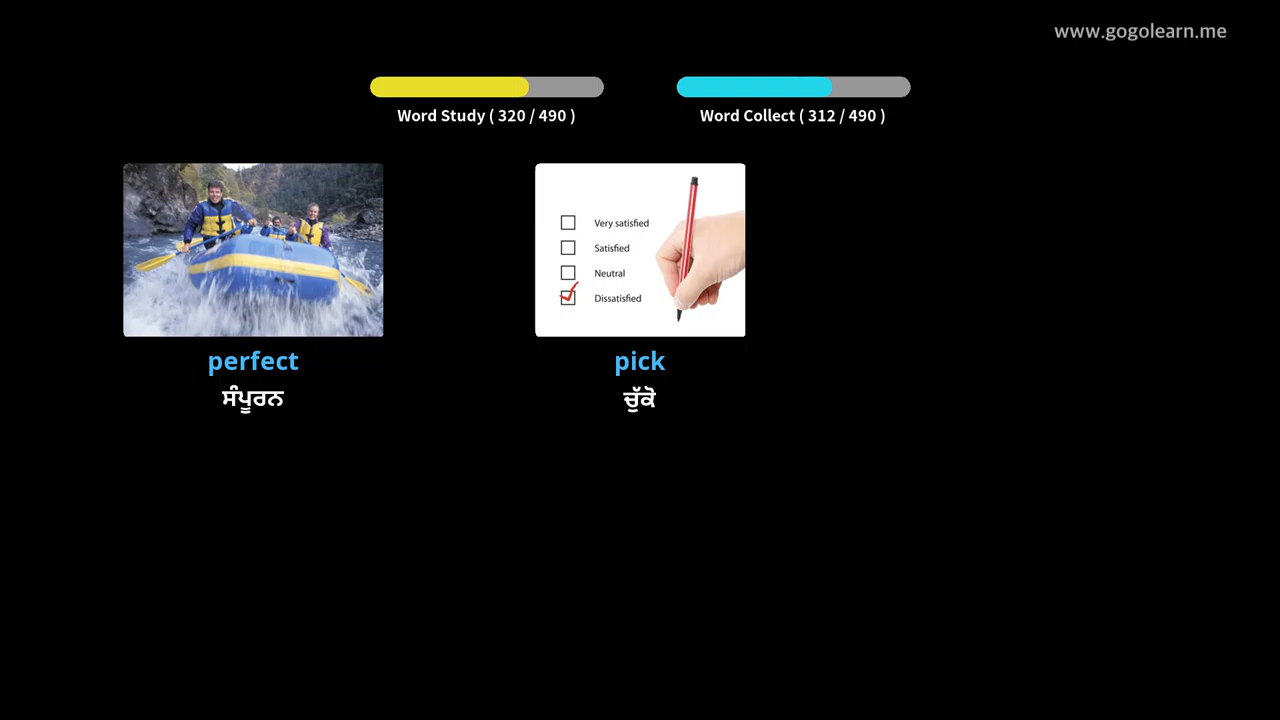 www.gogolearn.me
Word Study ( 320 / 490 )
Word Collect ( 312 / 490 )
Very satisfied
Satisfied
Neutral
Dissatisfied
perfect
pick
ਸੰਪੂਰਨ
ਚੁੱਕੋ